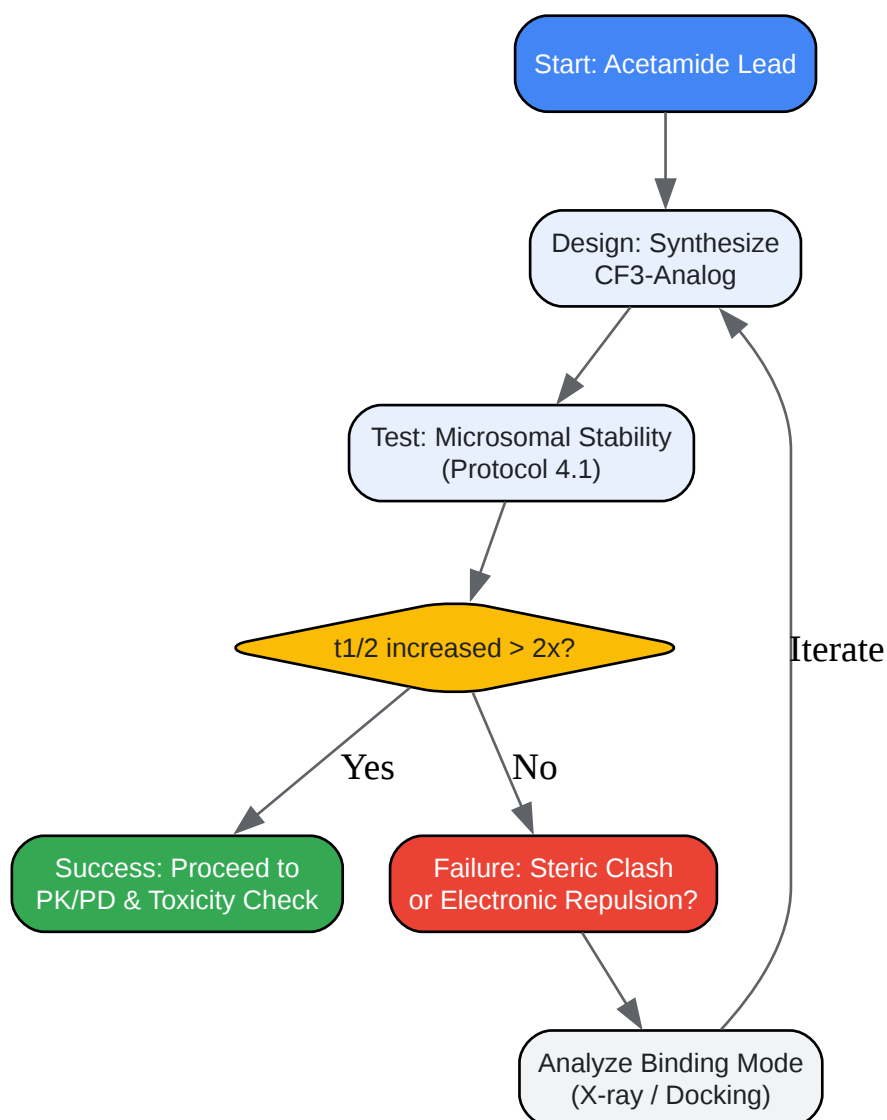 Start: Acetamide Lead
Design: Synthesize
CF3-Analog
Test: Microsomal Stability
(Protocol 4.1)
t1/2 increased > 2x?
Iterate
Yes
No
Success: Proceed to
PK/PD & Toxicity Check
Failure: Steric Clash
or Electronic Repulsion?
Analyze Binding Mode
(X-ray / Docking)